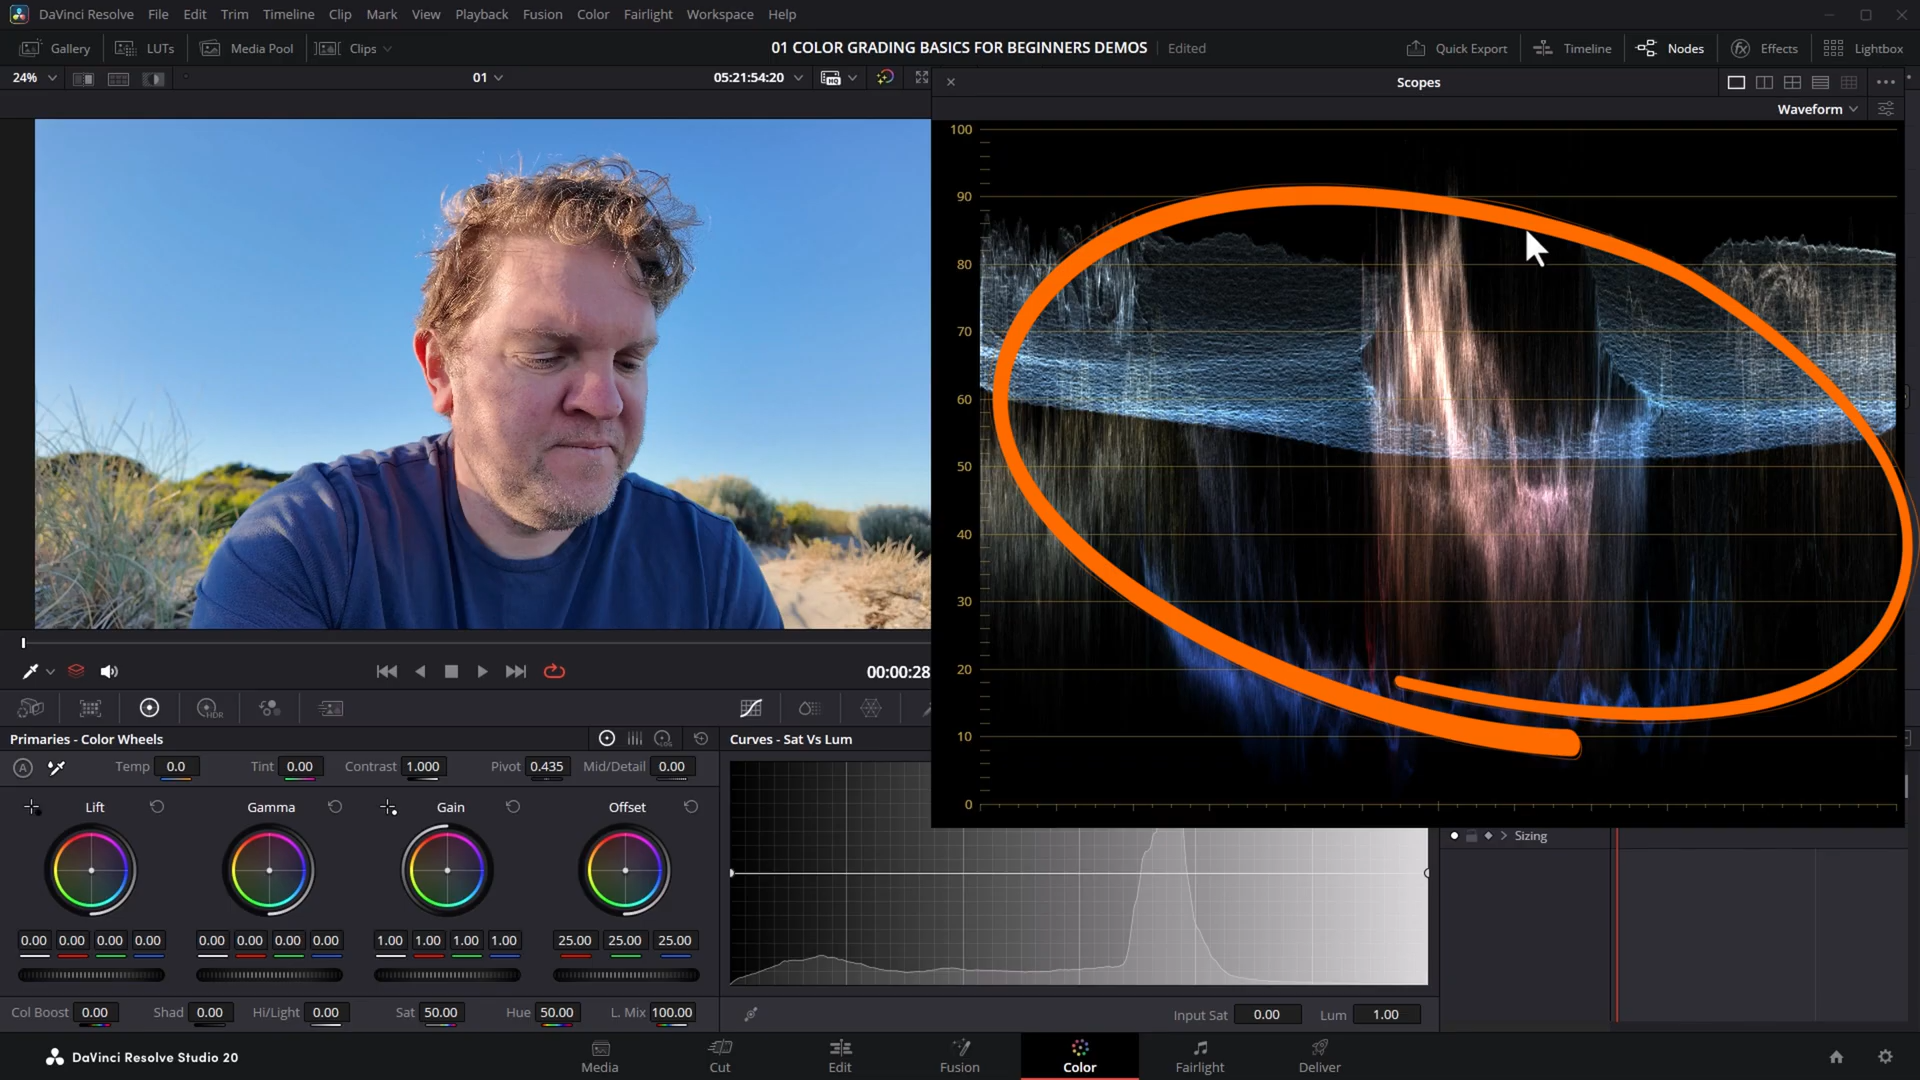 DaVinci Resolve File Edit Trim Timeline Clip Mark View Playback Fusion Color Fairlight Workspace Help
Gallery LUTs Media Pool Clips 01 COLOR GRADING BASICS FOR BEGINNERS DEMOS Edited Quick Export Timeline Nodes Effects Lightbox
24% 01 05:21:54:20 HQ Scopes
Waveform
100
90
80
70
60
50
40
30
20
10
0
00:00:28
HDR
Primaries - Color Wheels Curves - Sat Vs Lum
A Temp 0.0 Tint 0.00 Contrast 1.000 Pivot 0.435 Mid/Detail 0.00
Lift Gamma Gain Offset
Sizing
0.00 0.00 0.00 0.00 0.00 0.00 0.00 0.00 1.00 1.00 1.00 1.00 25.00 25.00 25.00
Col Boost 0.00 Shad 0.00 Hi/Light 0.00 Sat 50.00 Hue 50.00 L. Mix 100.00 Input Sat 0.00 Lum 1.00
DaVinci Resolve Studio 20 Media Cut Edit Fusion Color Fairlight Deliver